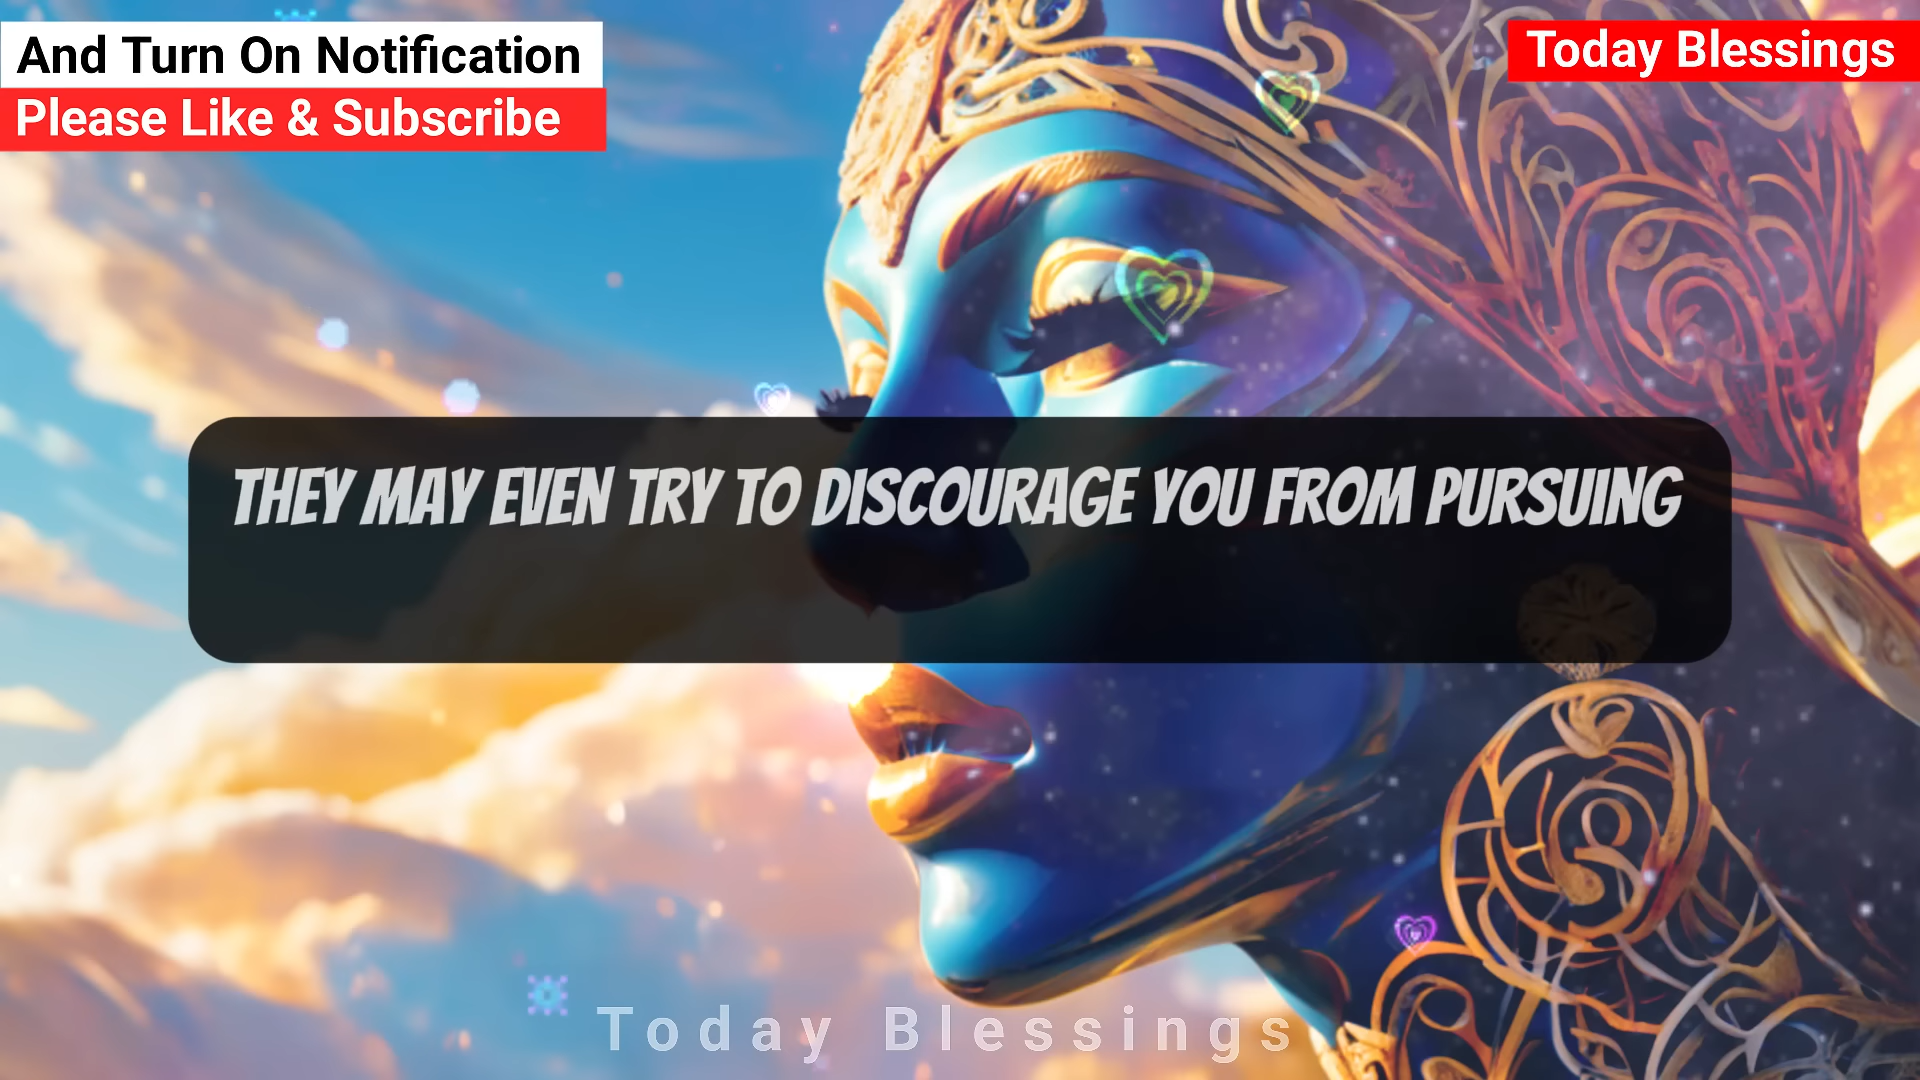 And Turn On Notification
Please Like & Subscribe
Today Blessings
THEY MAY EVEN TRY TO DISCOURAGE YOU FROM PURSUING
Today Blessings